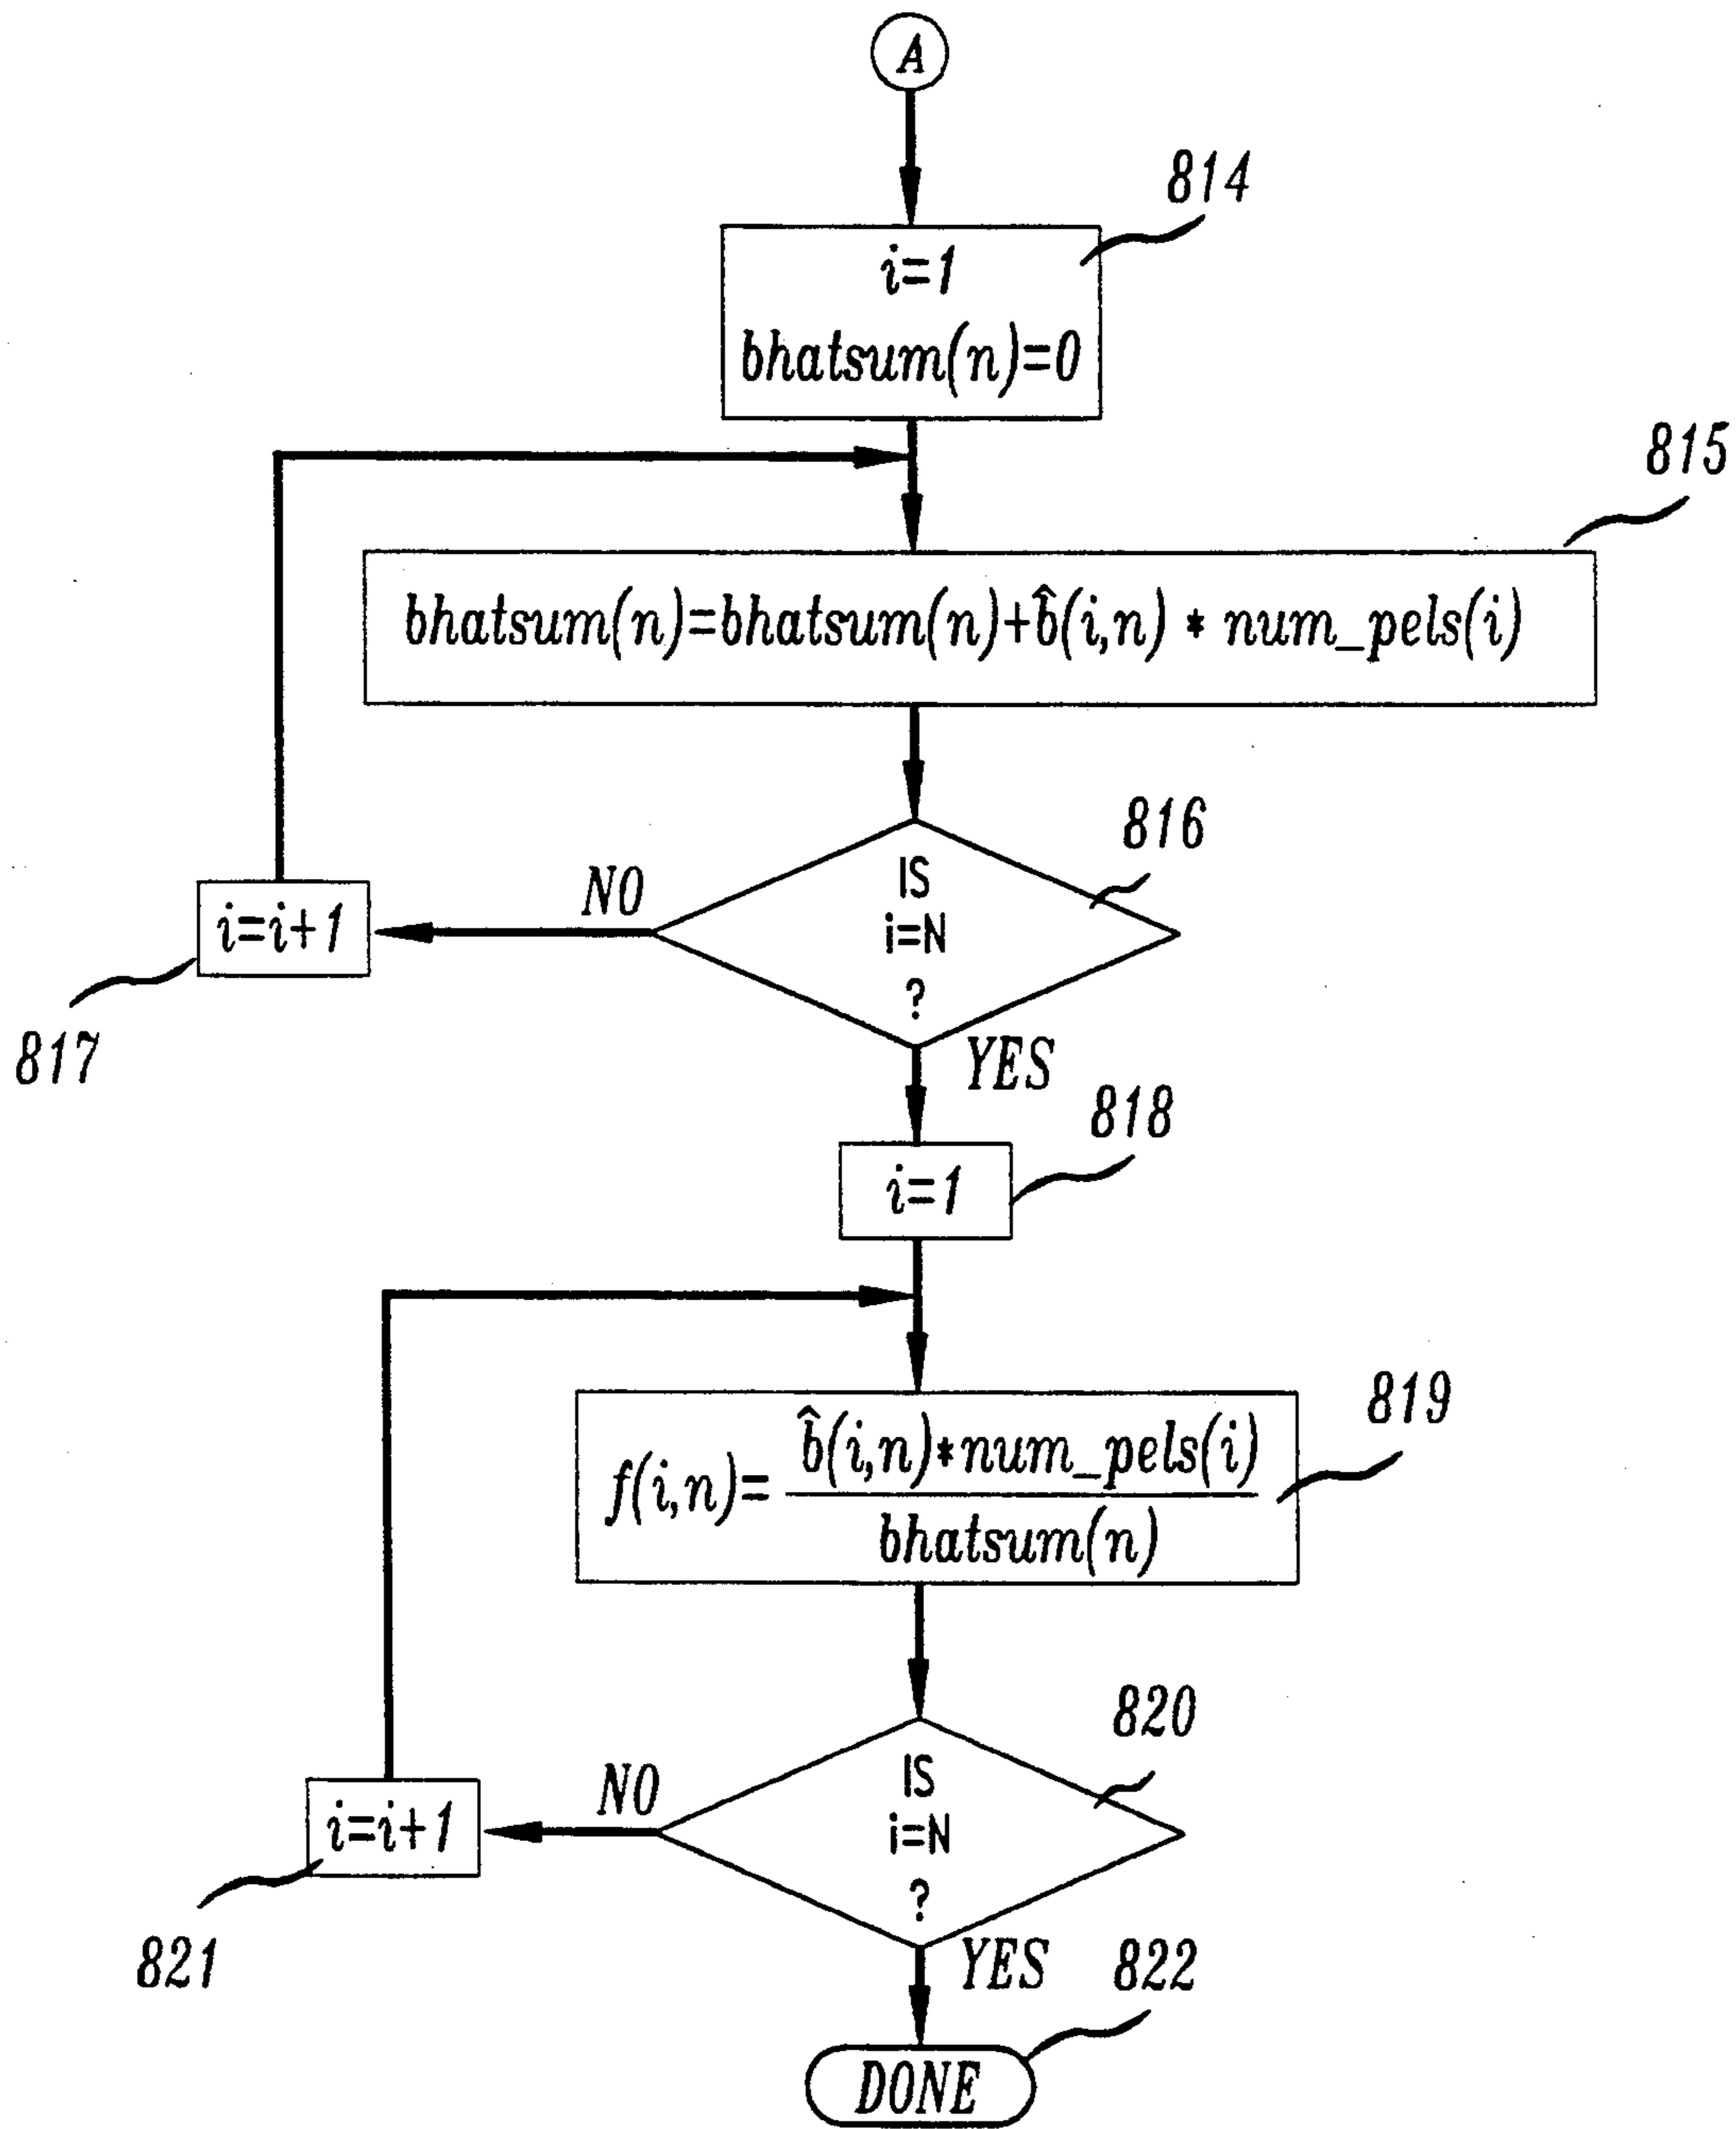 A
814
i=1
bhatsum(n)=0
815
bhatsum(n)=bhatsum(n)+b̂(i,n) * num_pels(i)
816
IS
i=N
?
NO
i=i+1
817
YES
818
i=1
819
f(i,n)= b̂(i,n)*num_pels(i)
bhatsum(n)
820
IS
i=N
?
NO
i=i+1
821
YES
822
DONE